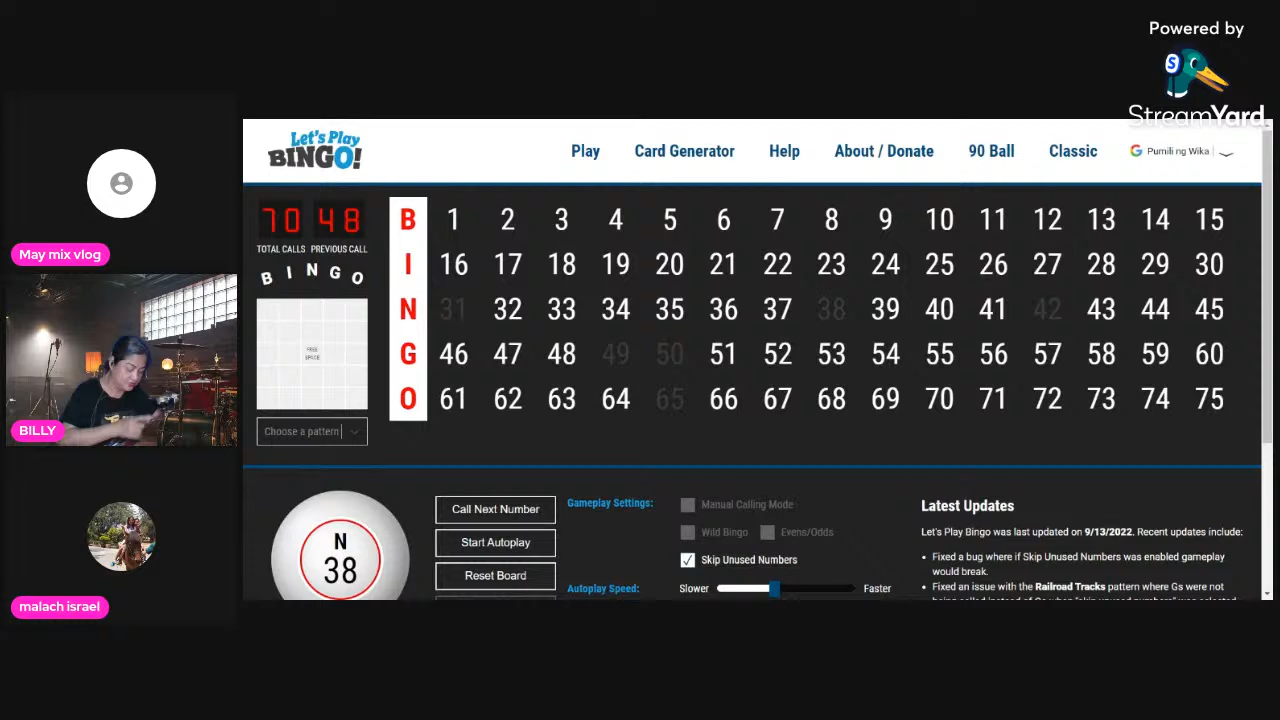 Powered by
StreamYard
Let's Play
BINGO!
Play
Card Generator
Help
About / Donate
90 Ball
Classic
G Pumili ng Wika
70 48
TOTAL CALLS PREVIOUS CALL
B I N G O
FREE
SPACE
Choose a pattern
B 1 2 3 4 5 6 7 8 9 10 11 12 13 14 15
I 16 17 18 19 20 21 22 23 24 25 26 27 28 29 30
N 31 32 33 34 35 36 37 38 39 40 41 42 43 44 45
G 46 47 48 49 50 51 52 53 54 55 56 57 58 59 60
O 61 62 63 64 65 66 67 68 69 70 71 72 73 74 75
May mix vlog
BILLY
malach israel
N
38
Call Next Number
Start Autoplay
Reset Board
Gameplay Settings:
Manual Calling Mode
Wild Bingo
Evens/Odds
Skip Unused Numbers
Autoplay Speed:
Slower
Faster
Latest Updates
Let's Play Bingo was last updated on 9/13/2022. Recent updates include:
Fixed a bug where if Skip Unused Numbers was enabled gameplay
would break.
Fixed an issue with the Railroad Tracks pattern where Gs were not